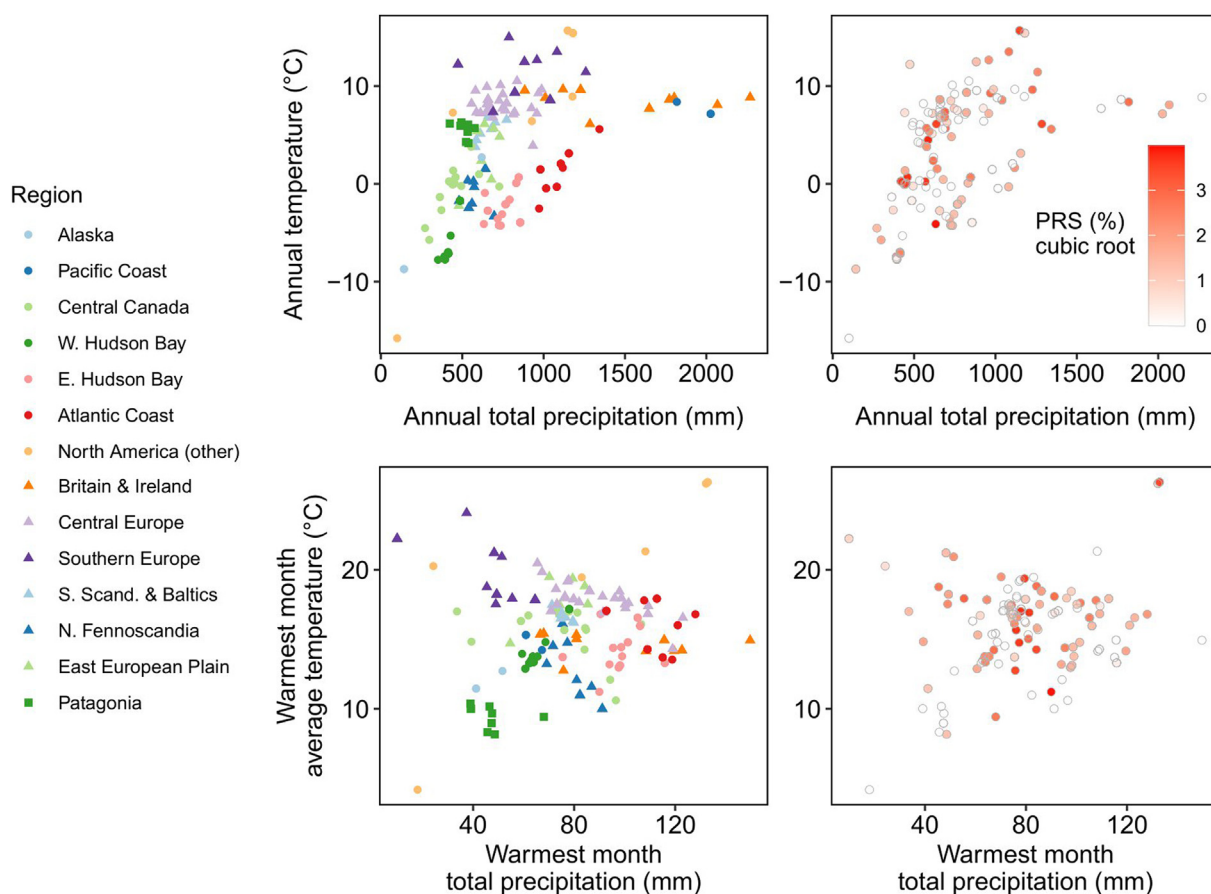 Region
Alaska
Pacific Coast
Central Canada
W. Hudson Bay
E. Hudson Bay
Atlantic Coast
North America (other)
Britain & Ireland
Central Europe
Southern Europe
S. Scand. & Baltics
N. Fennoscandia
East European Plain
Patagonia
Annual temperature (°C)
10
0
−10
0 500 1000 1500 2000
Annual total precipitation (mm)
Annual temperature (°C)
10
0
−10
0 500 1000 1500 2000
Annual total precipitation (mm)
PRS (%)
cubic root
3
2
1
0
Warmest month
average temperature (°C)
20
10
40 80 120
Warmest month
total precipitation (mm)
20
10
40 80 120
Warmest month
total precipitation (mm)